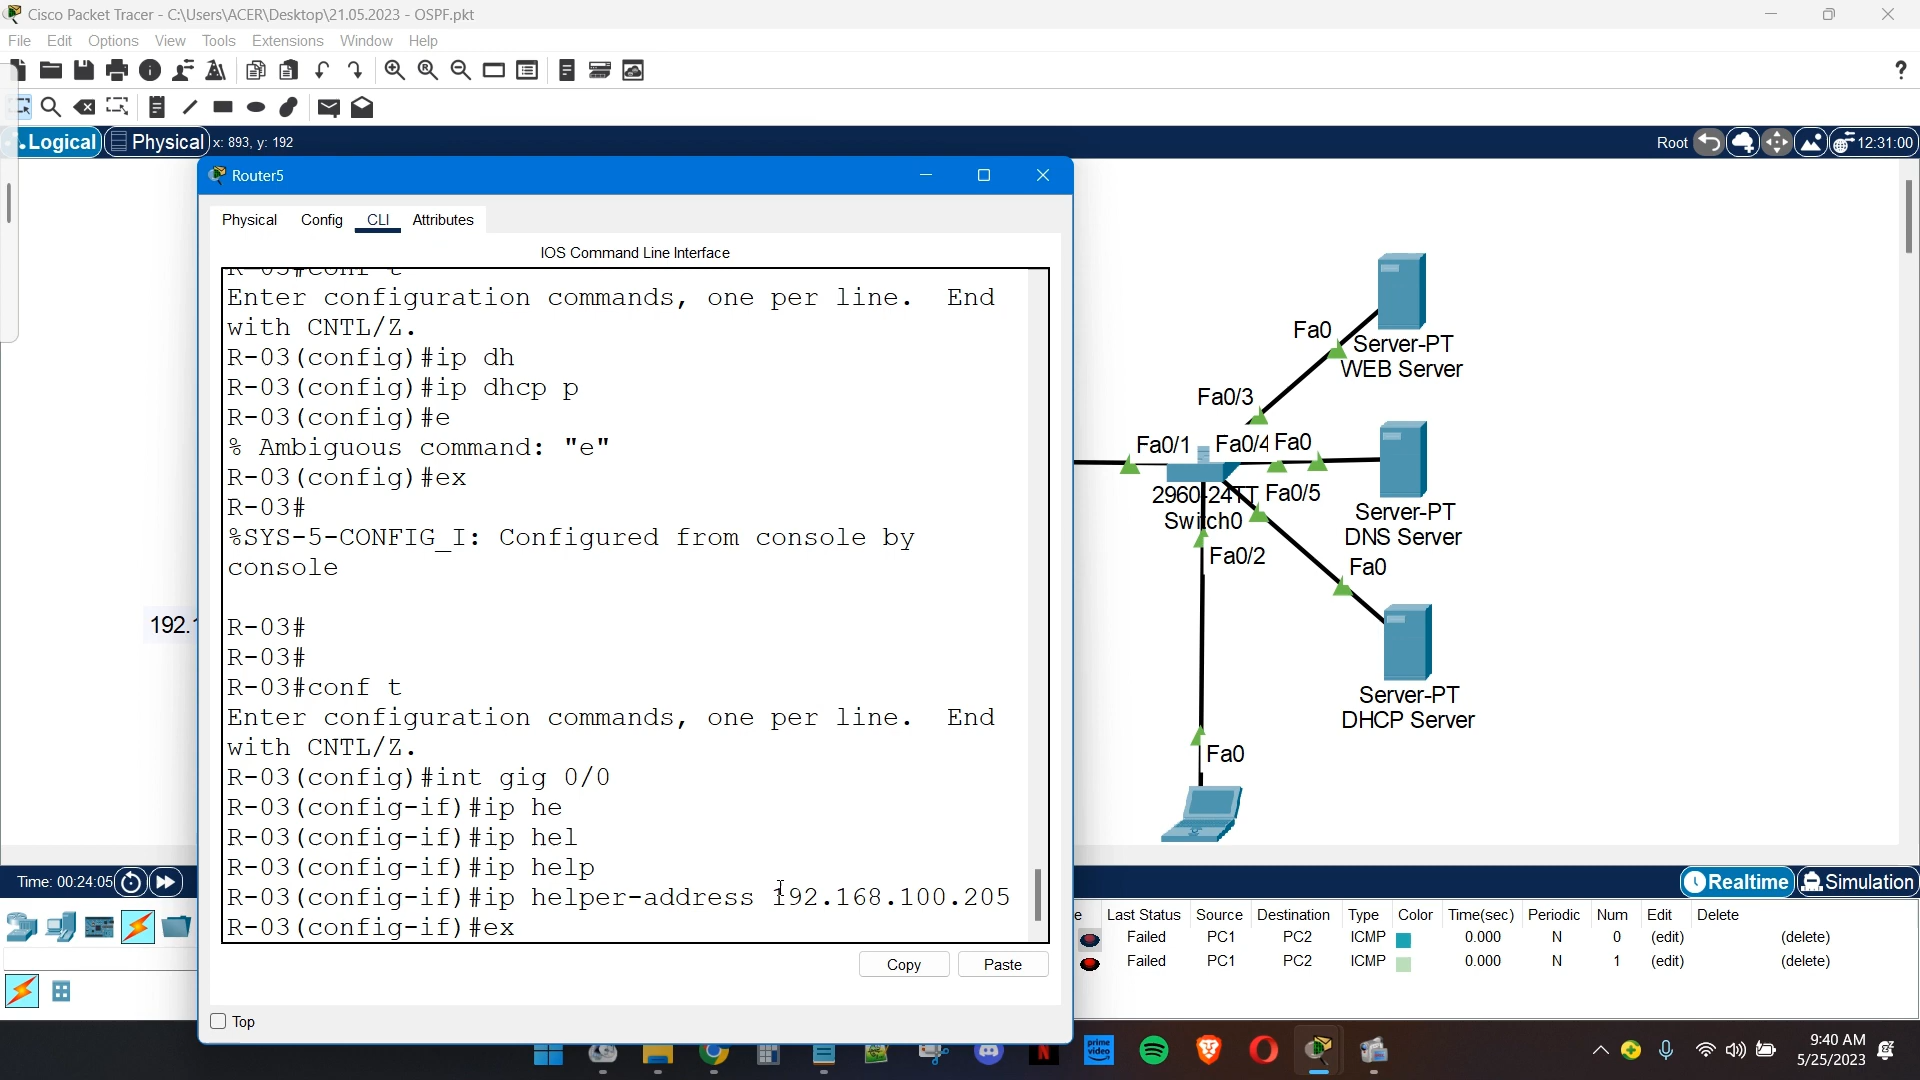 Cisco Packet Tracer - C:\Users\ACER\Desktop\21.05.2023 - OSPF.pkt
File Edit Options View Tools Extensions Window Help
Logical Physical x: 893, y: 192 Root 12:31:00
Router5
Physical Config CLI Attributes
IOS Command Line Interface
R-03#conf t
Enter configuration commands, one per line. End
with CNTL/Z.
R-03(config)#ip dh
R-03(config)#ip dhcp p
R-03(config)#e
% Ambiguous command: "e"
R-03(config)#ex
R-03#
%SYS-5-CONFIG_I: Configured from console by
console
R-03#
R-03#
R-03#conf t
Enter configuration commands, one per line. End
with CNTL/Z.
R-03(config)#int gig 0/0
R-03(config-if)#ip he
R-03(config-if)#ip hel
R-03(config-if)#ip help
R-03(config-if)#ip helper-address 192.168.100.205
R-03(config-if)#ex
Copy Paste
Top
192.1
Fa0
Server-PT
WEB Server
Fa0/3
Fa0/1 Fa0/4 Fa0
2960-24TT Fa0/5
Switch0
Server-PT
DNS Server
Fa0/2
Fa0
Server-PT
DHCP Server
Fa0
Time: 00:24:05
Realtime Simulation
e Last Status Source Destination Type Color Time(sec) Periodic Num Edit Delete
Failed PC1 PC2 ICMP 0.000 N 0 (edit) (delete)
Failed PC1 PC2 ICMP 0.000 N 1 (edit) (delete)
prime video
9:40 AM
5/25/2023